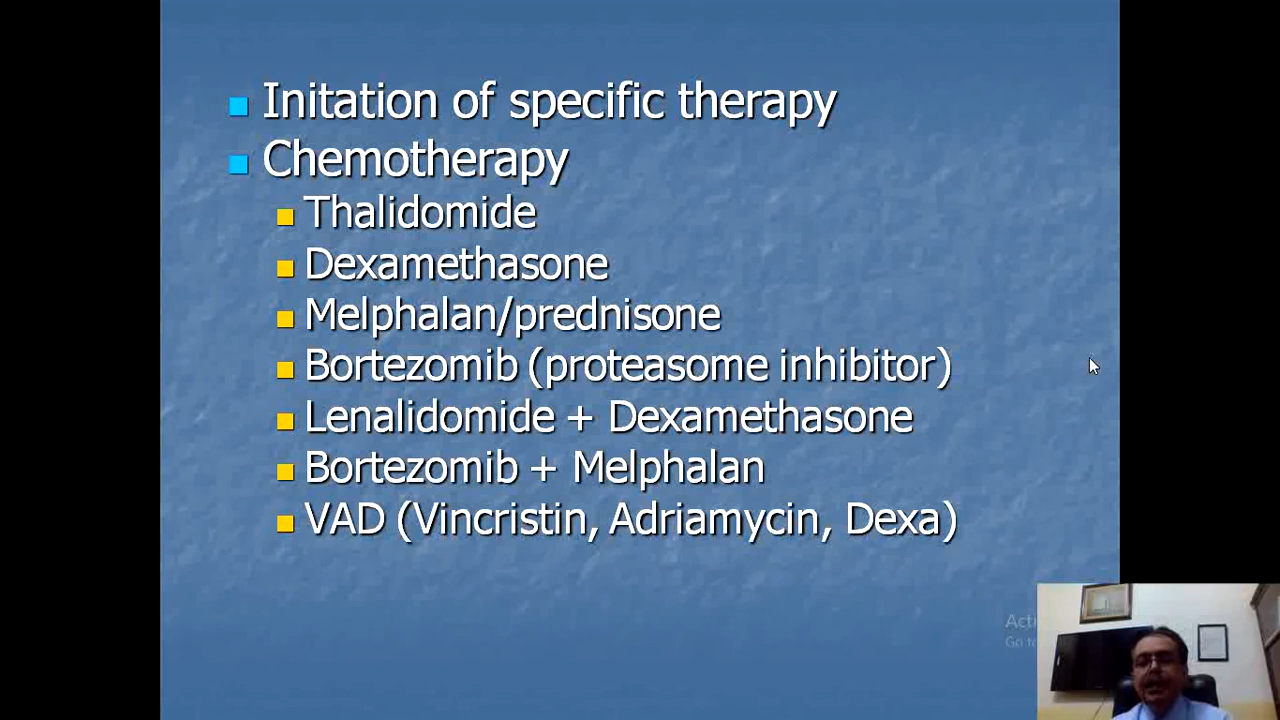 Initation of specific therapy
Chemotherapy
Thalidomide
Dexamethasone
Melphalan/prednisone
Bortezomib (proteasome inhibitor)
Lenalidomide + Dexamethasone
Bortezomib + Melphalan
VAD (Vincristin, Adriamycin, Dexa)
Go